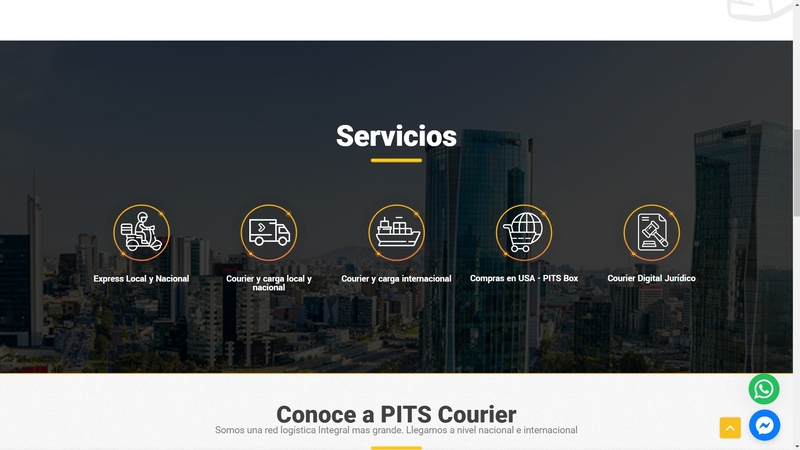 Servicios
Express Local y Nacional
Courier y carga local y
nacional
Courier y carga internacional
Compras en USA - PITS Box
Courier Digital Jurídico
Conoce a PITS Courier
Somos una red logística Integral mas grande. Llegamos a nivel nacional e internacional